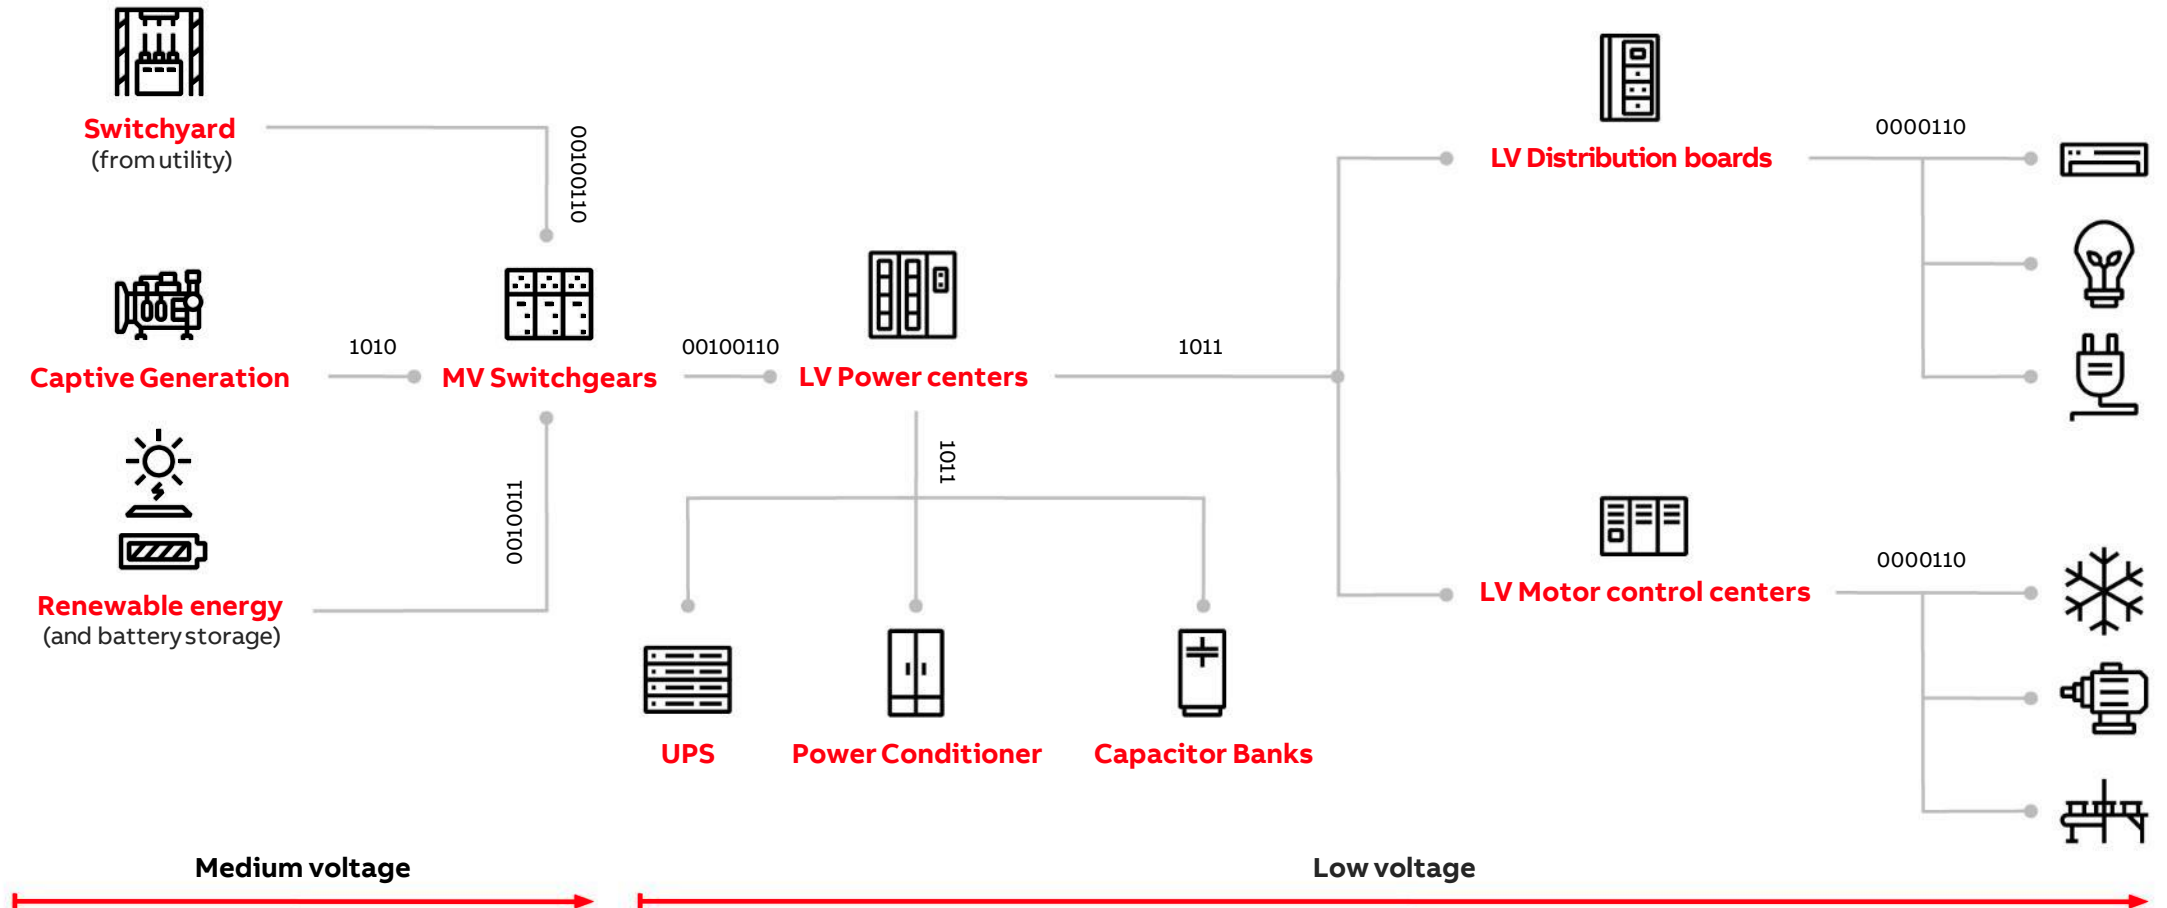 Switchyard
(from utility)
00100110
0000110
LV Distribution boards
Captive Generation
1010
MV Switchgears
00100110
LV Power centers
1011
1011
0010011
Renewable energy
(and battery storage)
LV Motor control centers
0000110
UPS
Power Conditioner
Capacitor Banks
Medium voltage
Low voltage